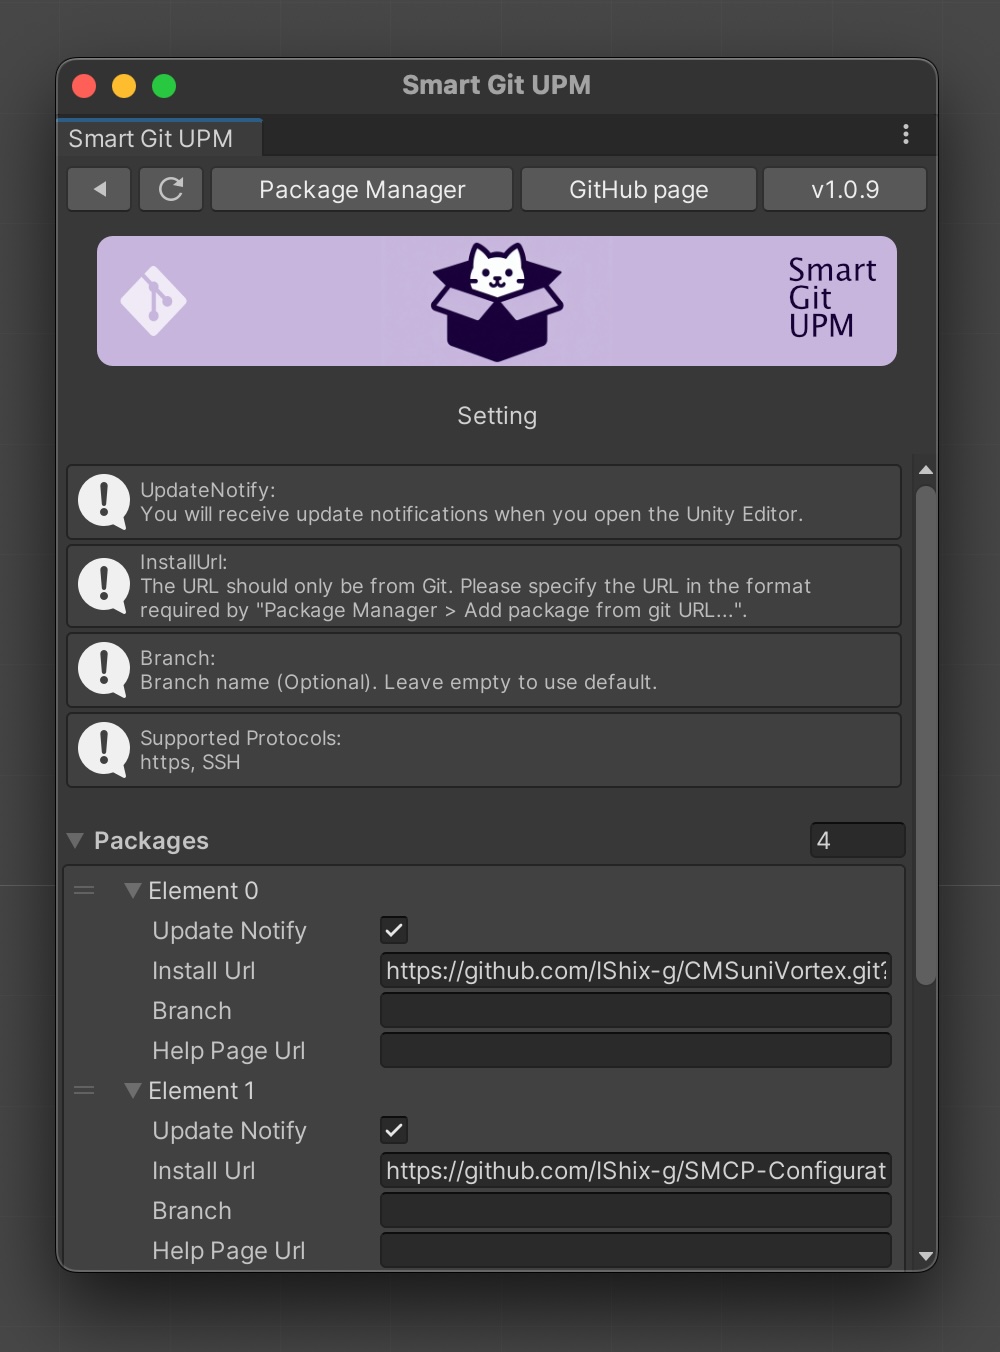 Smart Git UPM
Smart Git UPM
Package Manager
GitHub page
v1.0.9
Smart
Git
UPM
Setting
UpdateNotify:
You will receive update notifications when you open the Unity Editor.
InstallUrl:
The URL should only be from Git. Please specify the URL in the format
required by "Package Manager > Add package from git URL...".
Branch:
Branch name (Optional). Leave empty to use default.
Supported Protocols:
https, SSH
Packages
4
Element 0
Update Notify
Install Url
https://github.com/IShix-g/CMSuniVortex.git?
Branch
Help Page Url
Element 1
Update Notify
Install Url
https://github.com/IShix-g/SMCP-Configurat
Branch
Help Page Url